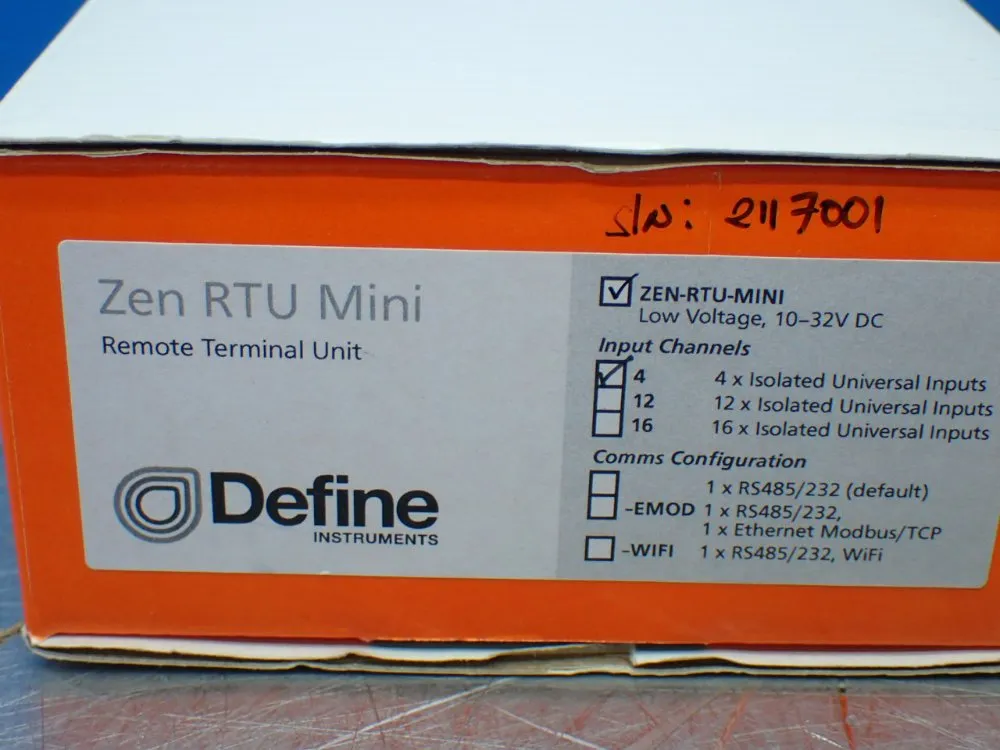 S/N: 2117001
Zen RTU Mini
Remote Terminal Unit
Define
INSTRUMENTS
ZEN-RTU-MINI
Low Voltage, 10–32V DC
Input Channels
4 4 x Isolated Universal Inputs
12 12 x Isolated Universal Inputs
16 16 x Isolated Universal Inputs
Comms Configuration
1 x RS485/232 (default)
-EMOD 1 x RS485/232,
1 x Ethernet Modbus/TCP
-WIFI 1 x RS485/232, WiFi